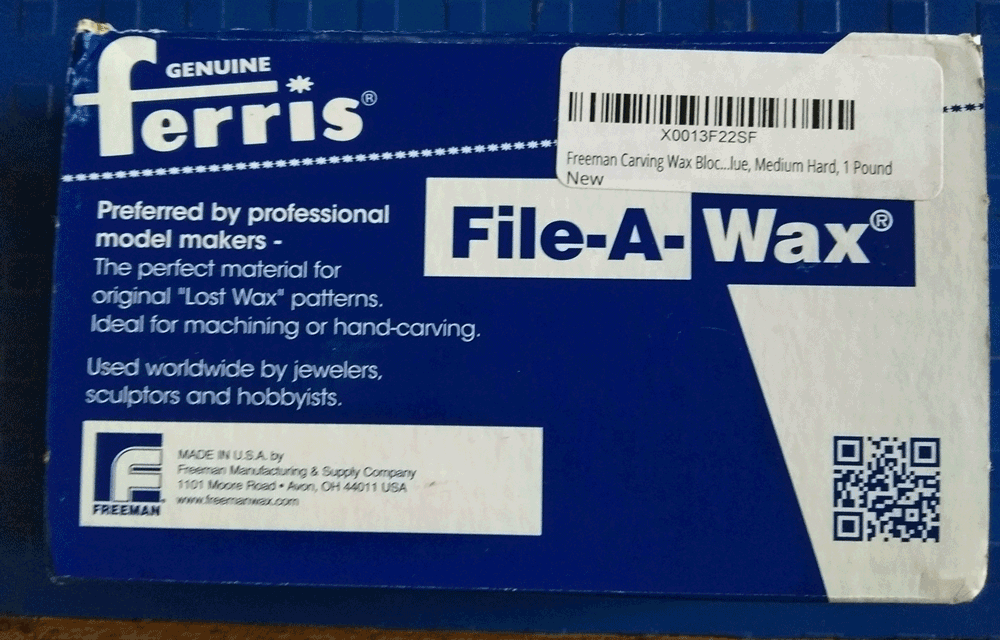 GENUINE
ferris®
X0013F22SF
Freeman Carving Wax Bloc...lue, Medium Hard, 1 Pound
New
File-A-Wax®
Preferred by professional
model makers -
The perfect material for
original "Lost Wax" patterns.
Ideal for machining or hand-carving.
Used worldwide by jewelers,
sculptors and hobbyists.
FREEMAN
MADE IN U.S.A. by
Freeman Manufacturing & Supply Company
1101 Moore Road • Avon, OH 44011 USA
www.freemanwax.com